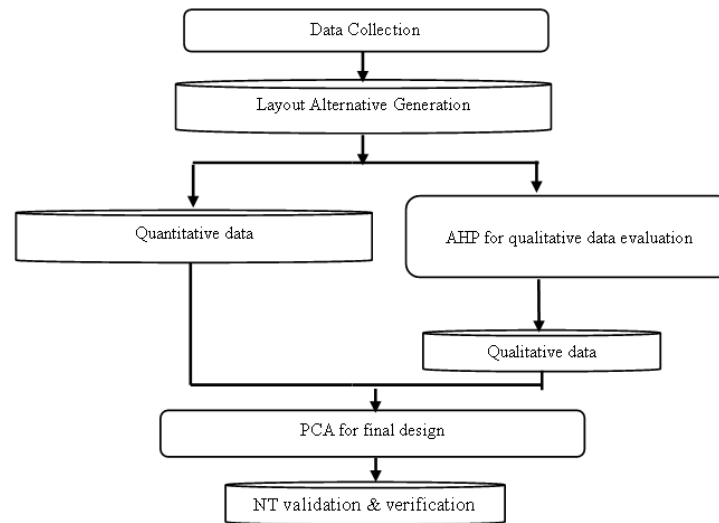 Data Collection
Layout Alternative Generation
Quantitative data
AHP for qualitative data evaluation
Qualitative data
PCA for final design
NT validation & verification